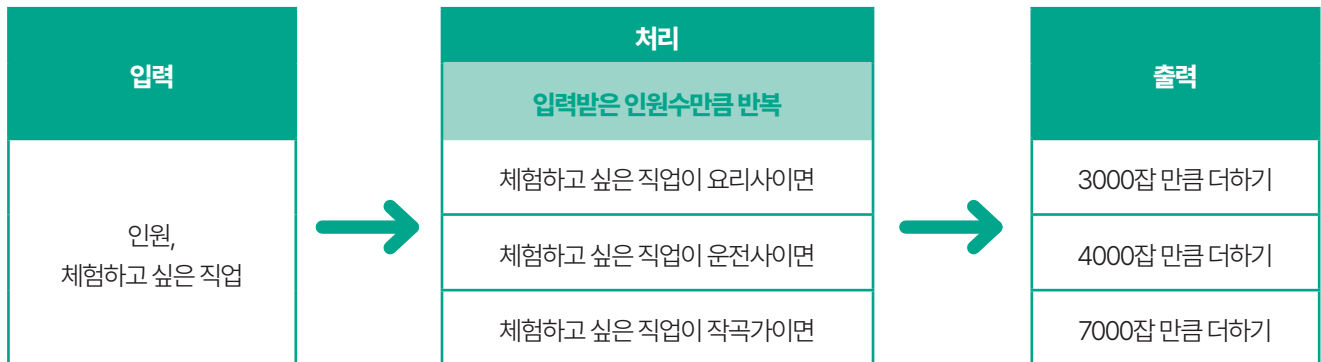 입력
인원,
체험하고 싶은 직업
처리
입력받은 인원수만큼 반복
체험하고 싶은 직업이 요리사이면
체험하고 싶은 직업이 운전사이면
체험하고 싶은 직업이 작곡가이면
출력
3000잡 만큼 더하기
4000잡 만큼 더하기
7000잡 만큼 더하기